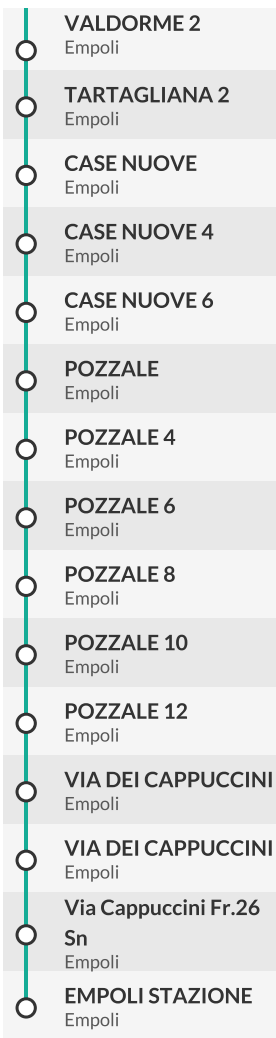 VALDORME 2
Empoli
TARTAGLIANA 2
Empoli
CASE NUOVE
Empoli
CASE NUOVE 4
Empoli
CASE NUOVE 6
Empoli
POZZALE
Empoli
POZZALE 4
Empoli
POZZALE 6
Empoli
POZZALE 8
Empoli
POZZALE 10
Empoli
POZZALE 12
Empoli
VIA DEI CAPPUCCINI
Empoli
VIA DEI CAPPUCCINI
Empoli
Via Cappuccini Fr.26
Sn
Empoli
EMPOLI STAZIONE
Empoli